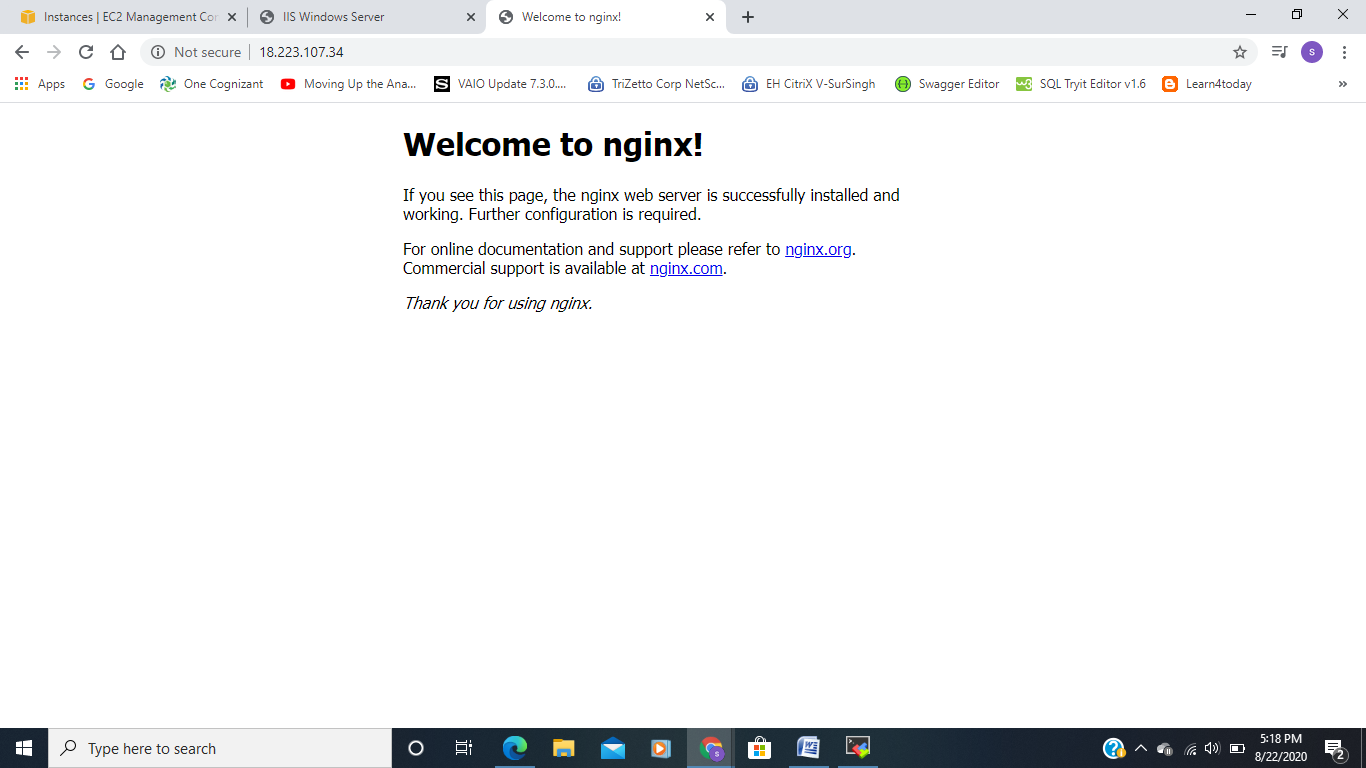 Instances | EC2 Management Con
IIS Windows Server
Welcome to nginx!
Not secure
18.223.107.34
s
Apps
Google
One Cognizant
Moving Up the Ana...
VAIO Update 7.3.0....
TriZetto Corp NetSc...
EH CitriX V-SurSingh
Swagger Editor
SQL Tryit Editor v1.6
Learn4today
»
Welcome to nginx!
If you see this page, the nginx web server is successfully installed and
working. Further configuration is required.
For online documentation and support please refer to nginx.org.
Commercial support is available at nginx.com.
Thank you for using nginx.
Type here to search
5:18 PM
8/22/2020
2